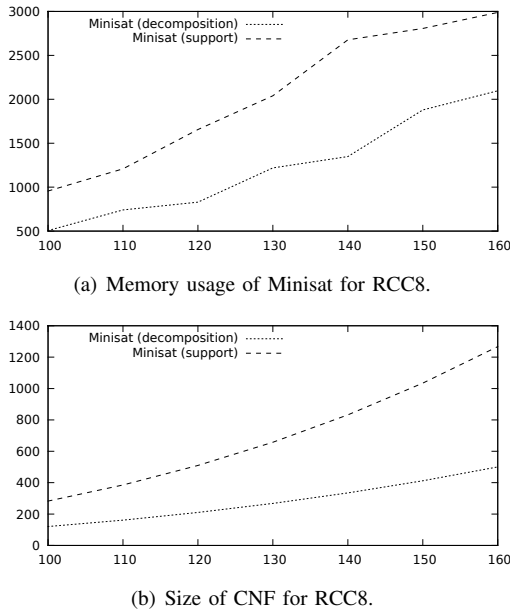 3000
2500
2000
1500
1000
500
Minisat (decomposition)
Minisat (support)
100 110 120 130 140 150 160
(a) Memory usage of Minisat for RCC8.
1400
1200
1000
800
600
400
200
0
Minisat (decomposition)
Minisat (support)
100 110 120 130 140 150 160
(b) Size of CNF for RCC8.